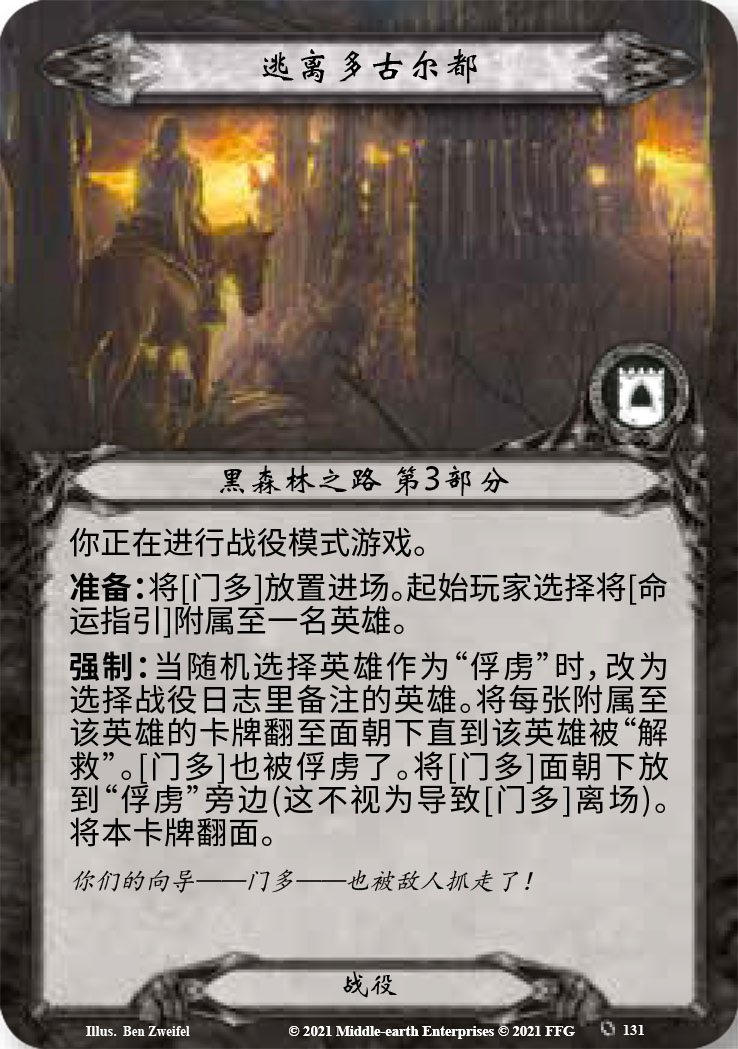 逃离多古尔都
黑森林之路 第3部分
你正在进行战役模式游戏。
准备：将[门多]放置进场。起始玩家选择将[命
运指引]附属至一名英雄。
强制：当随机选择英雄作为“俘虏”时，改为
选择战役日志里备注的英雄。将每张附属至
该英雄的卡牌翻至面朝下直到该英雄被“解
救”。[门多]也被俘虏了。将[门多]面朝下放
到“俘虏”旁边(这不视为导致[门多]离场)。
将本卡牌翻面。
你们的向导——门多——也被敌人抓走了！
战役
Illus. Ben Zweifel © 2021 Middle-earth Enterprises © 2021 FFG 131